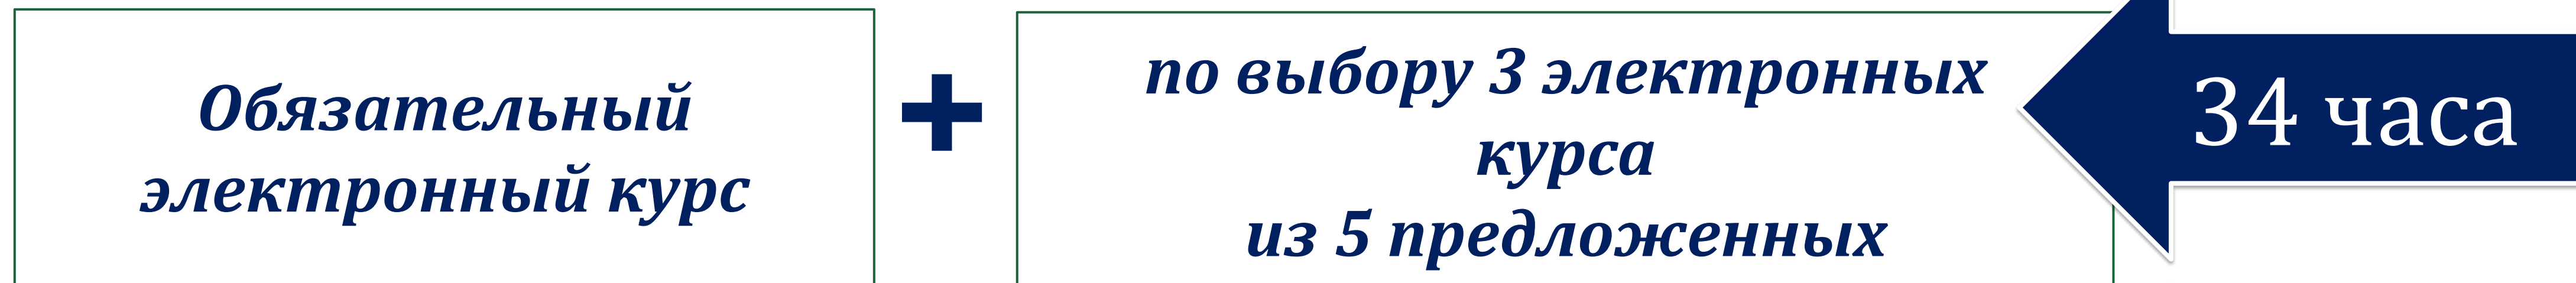 Обязательный
электронный курс
+
по выбору 3 электронных
курса
из 5 предложенных
34 часа